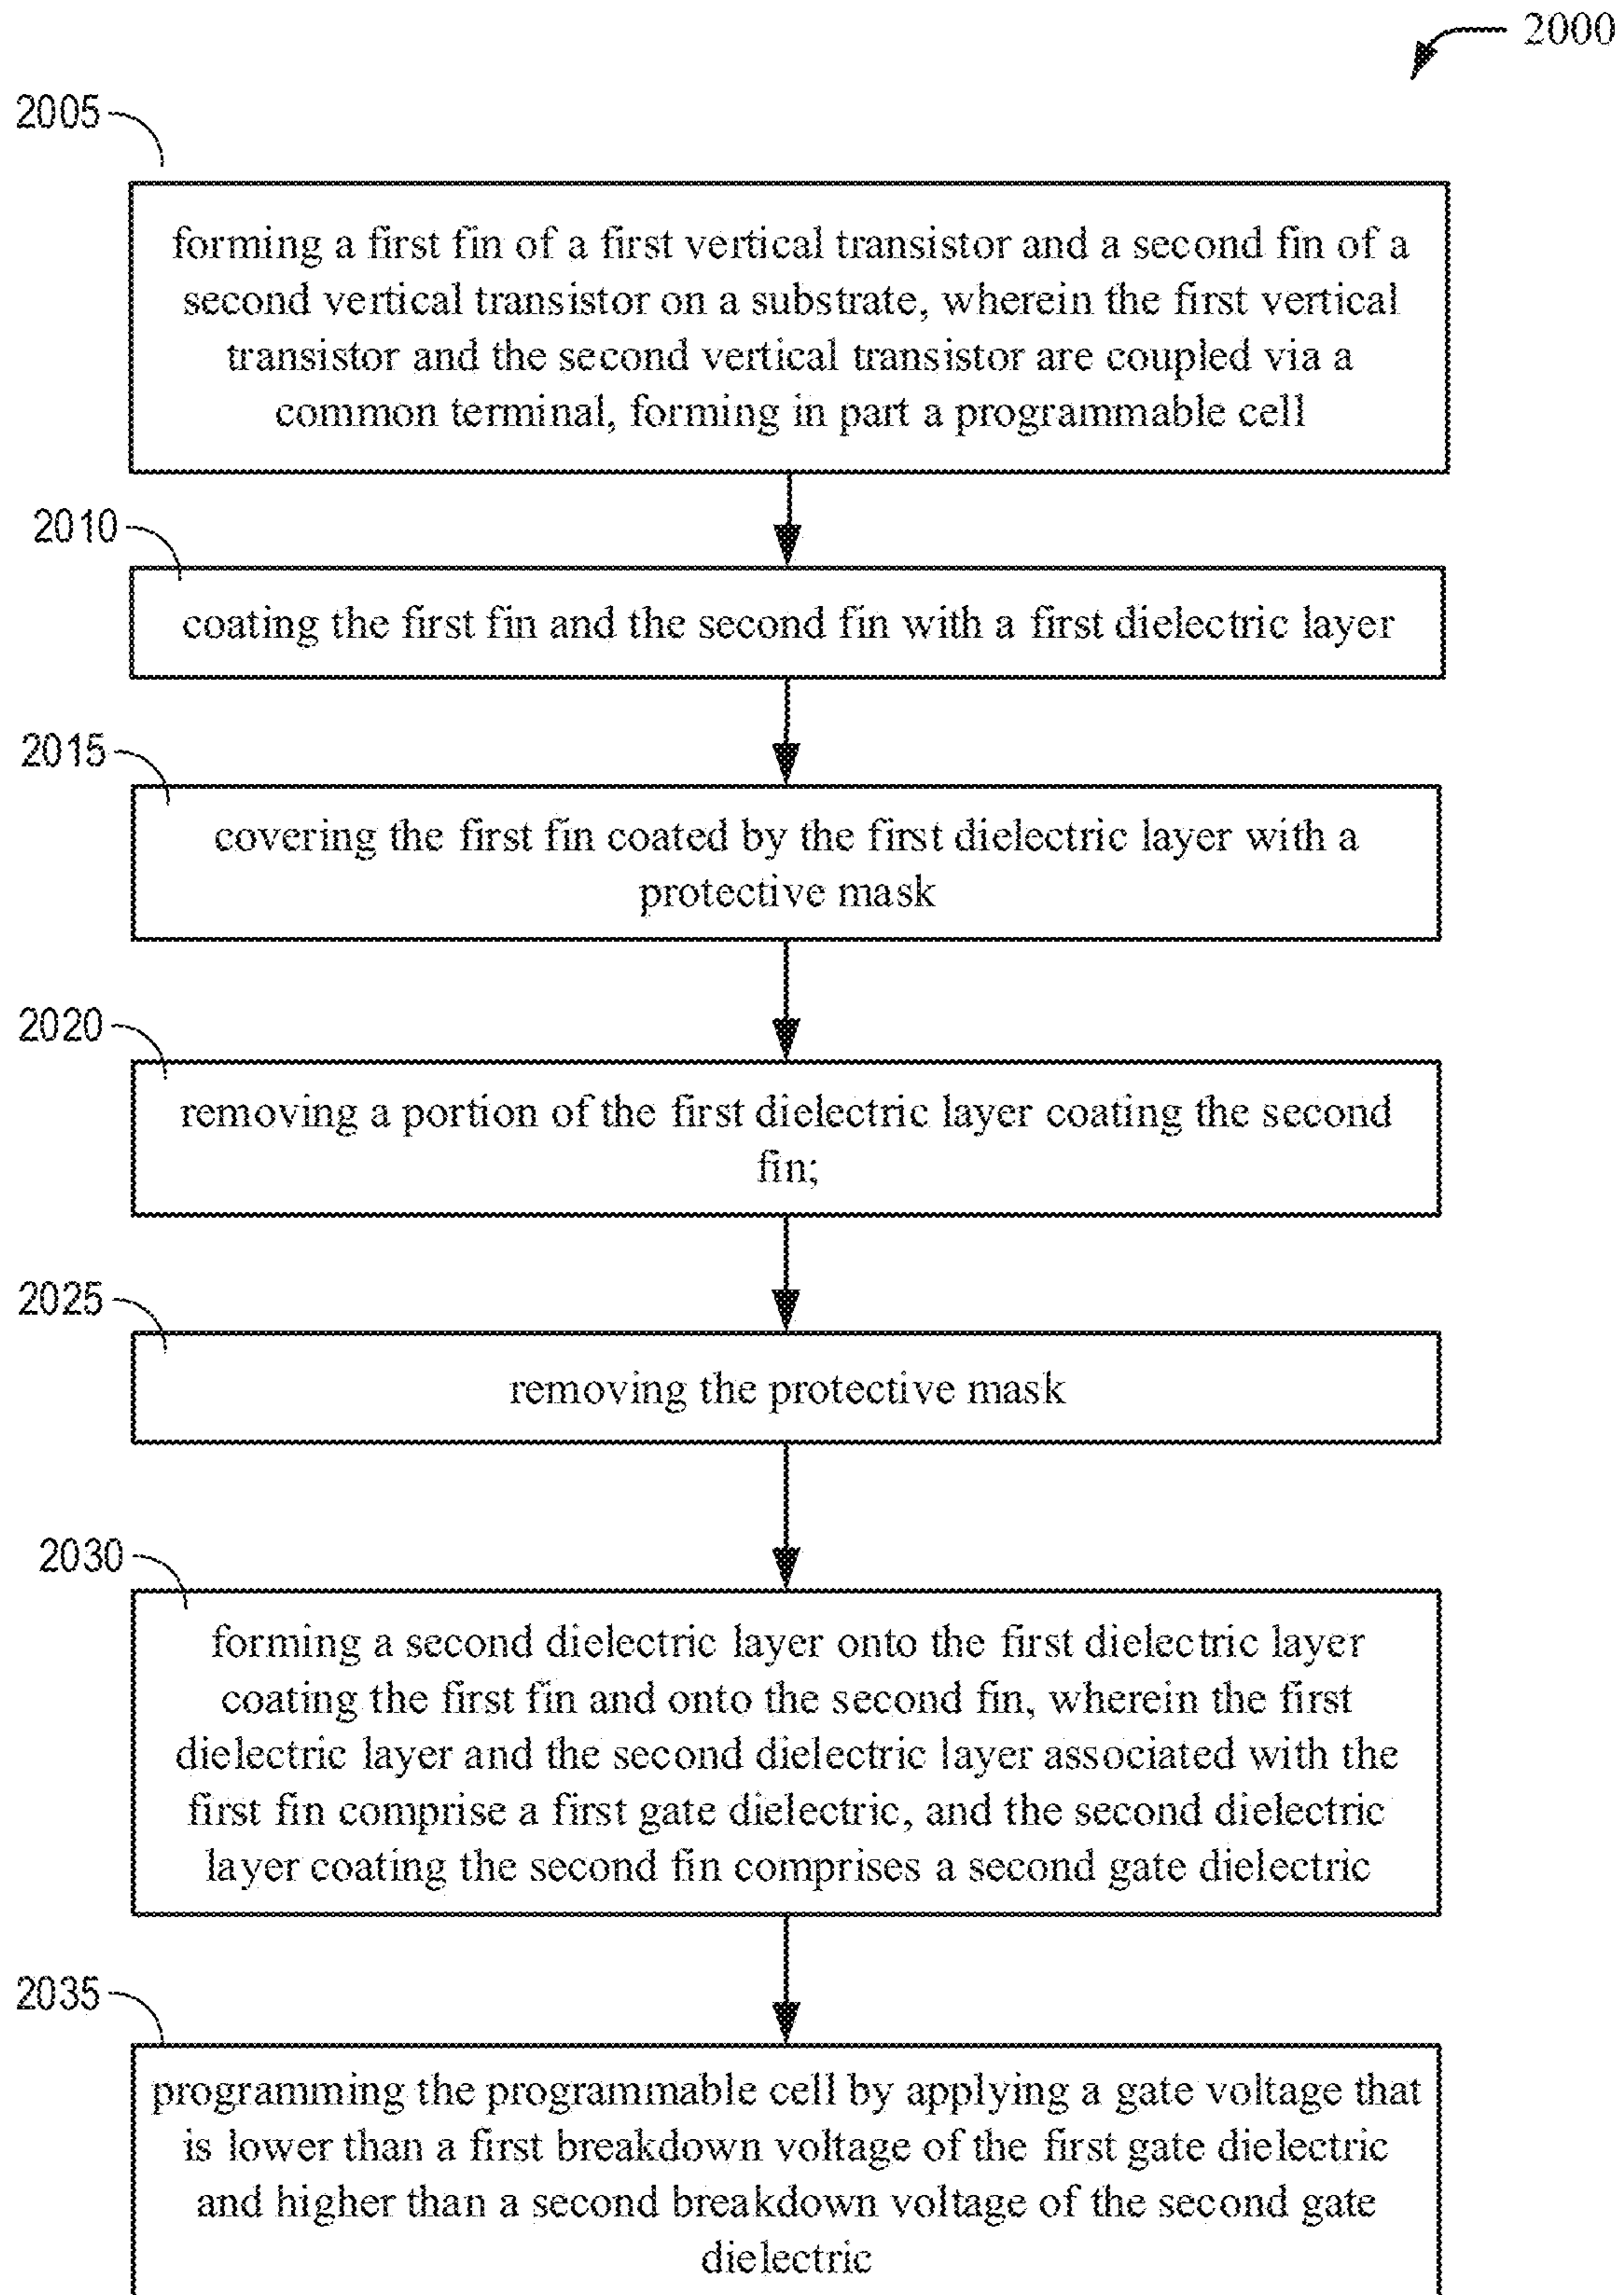 2000
2005
forming a first fin of a first vertical transistor and a second fin of a
second vertical transistor on a substrate, wherein the first vertical
transistor and the second vertical transistor are coupled via a
common terminal, forming in part a programmable cell
2010
coating the first fin and the second fin with a first dielectric layer
2015
covering the first fin coated by the first dielectric layer with a
protective mask
2020
removing a portion of the first dielectric layer coating the second
fin;
2025
removing the protective mask
2030
forming a second dielectric layer onto the first dielectric layer
coating the first fin and onto the second fin, wherein the first
dielectric layer and the second dielectric layer associated with the
first fin comprise a first gate dielectric, and the second dielectric
layer coating the second fin comprises a second gate dielectric
2035
programming the programmable cell by applying a gate voltage that
is lower than a first breakdown voltage of the first gate dielectric
and higher than a second breakdown voltage of the second gate
dielectric